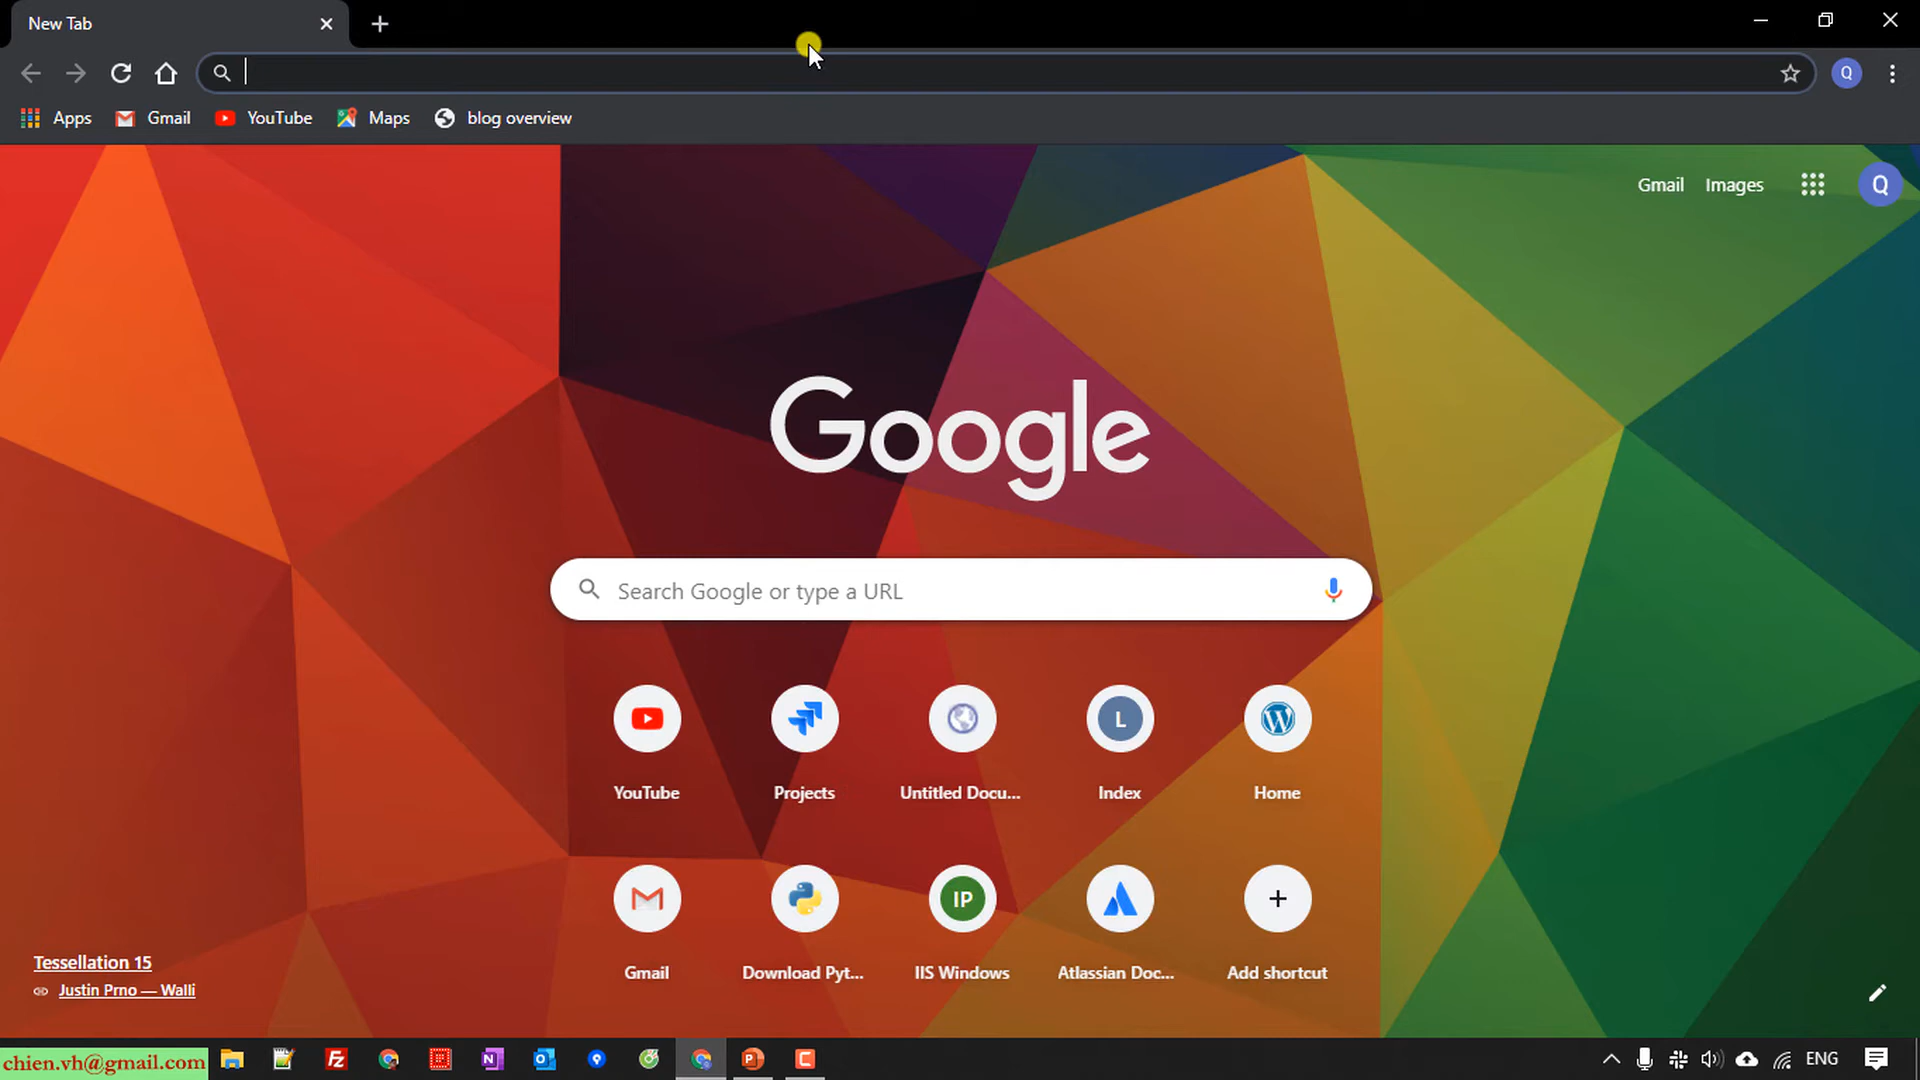 New Tab
Apps
Gmail
YouTube
Maps
blog overview
Gmail
Images
Q
Q
Google
Search Google or type a URL
L
YouTube
Projects
Untitled Docu...
Index
Home
IP
Gmail
Download Pyt...
IIS Windows
Atlassian Doc...
Add shortcut
Tessellation 15
Justin Prno — Walli
chien.vh@gmail.com
ENG